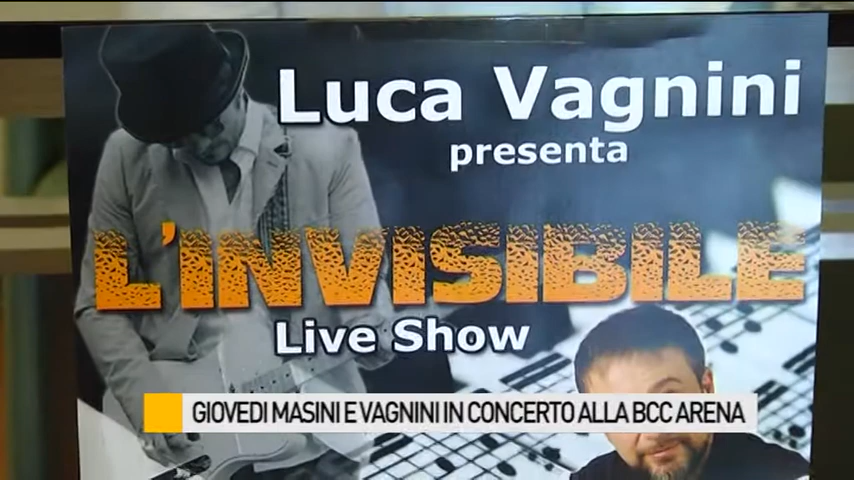 Luca Vagnini
presenta
L'INVISIBILE
Live Show
GIOVEDI MASINI E VAGNINI IN CONCERTO ALLA BCC ARENA